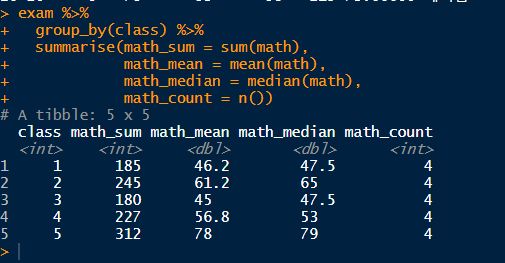 > exam %>%
+   group_by(class) %>%
+   summarise(math_sum = sum(math),
+             math_mean = mean(math),
+             math_median = median(math),
+             math_count = n())
# A tibble: 5 x 5
  class math_sum math_mean math_median math_count
  <int>    <int>     <dbl>       <dbl>      <int>
1     1      185      46.2        47.5          4
2     2      245      61.2        65            4
3     3      180      45          47.5          4
4     4      227      56.8        53            4
5     5      312      78          79            4
>